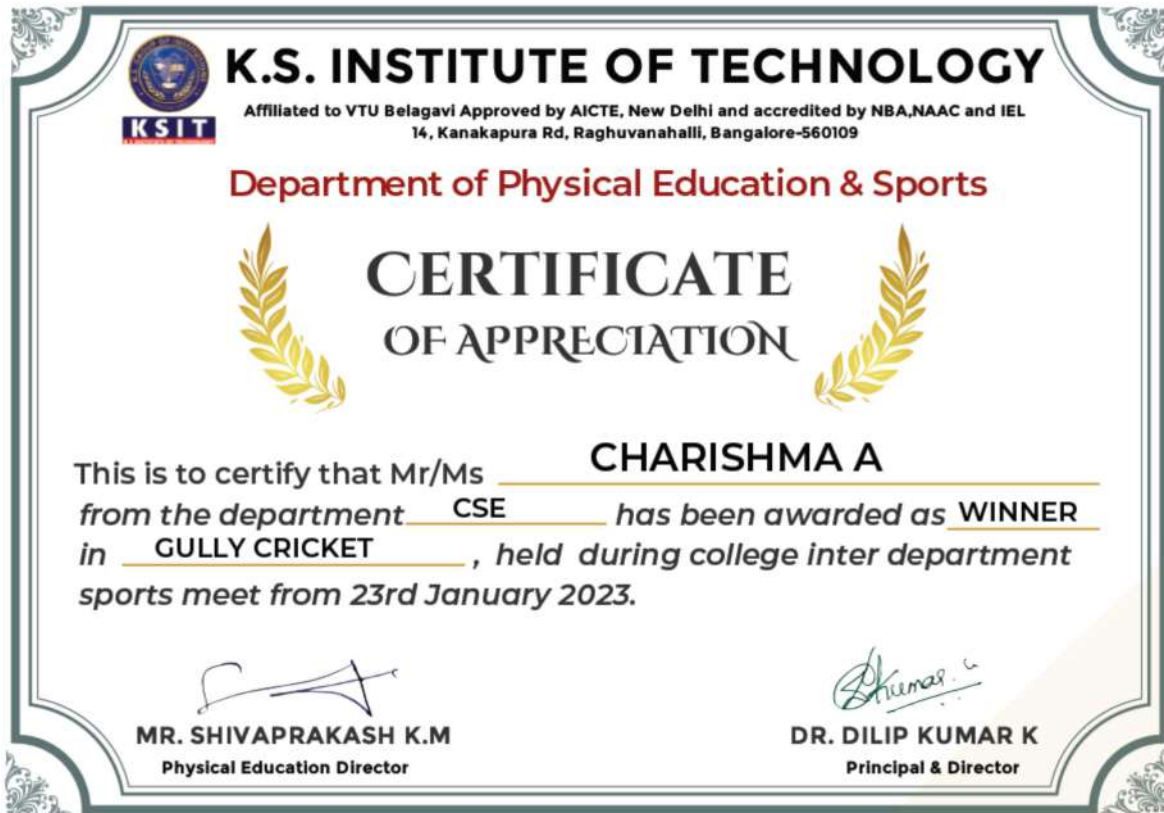 KSIT
K.S. INSTITUTE OF TECHNOLOGY
Affiliated to VTU Belagavi Approved by AICTE, New Delhi and accredited by NBA,NAAC and IEL
14, Kanakapura Rd, Raghuvanahalli, Bangalore-560109
Department of Physical Education & Sports
CERTIFICATE
OF APPRECIATION
This is to certify that Mr/Ms CHARISHMA A
from the department CSE has been awarded as WINNER
in GULLY CRICKET , held during college inter department
sports meet from 23rd January 2023.
MR. SHIVAPRAKASH K.M
Physical Education Director
DR. DILIP KUMAR K
Principal & Director